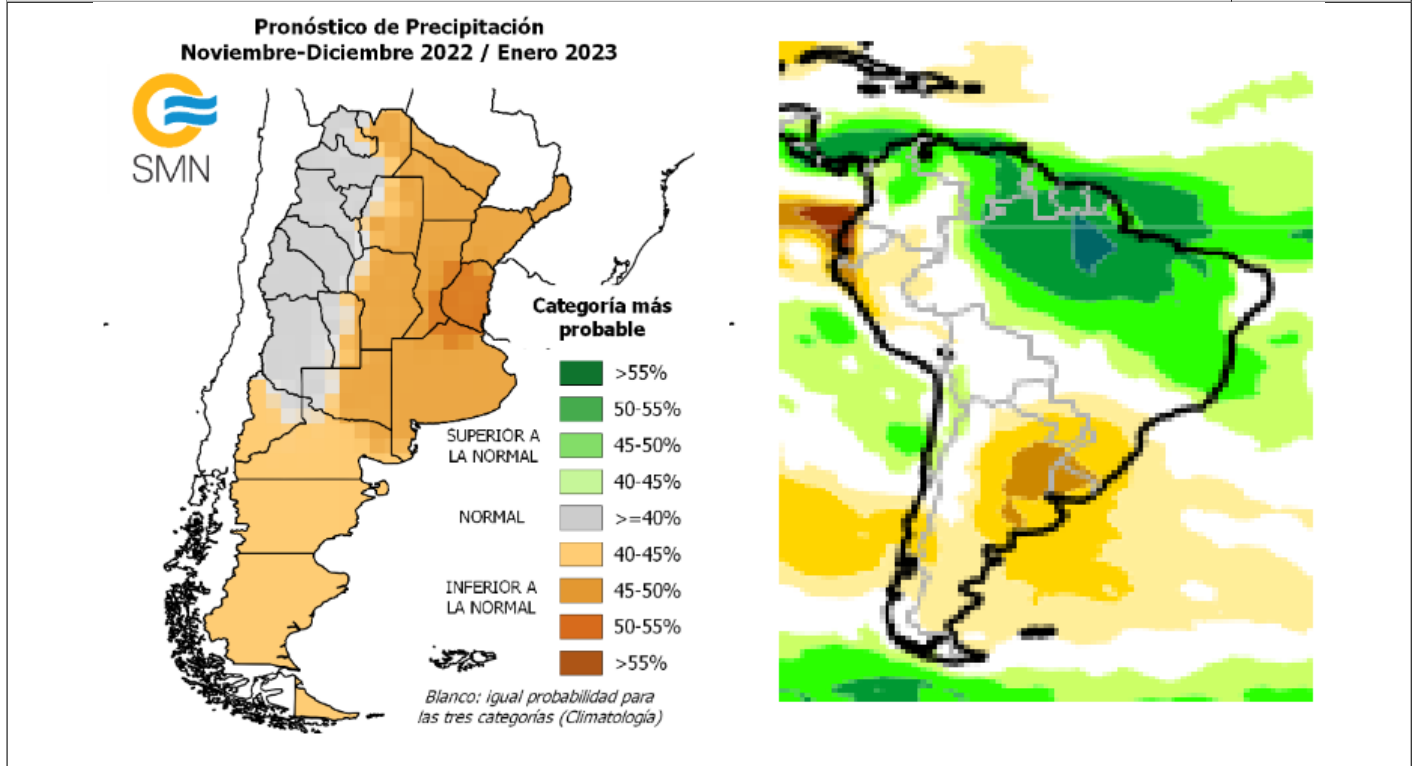 Pronóstico de Precipitación
Noviembre-Diciembre 2022 / Enero 2023
SMN
Categoría más
probable
>55%
50-55%
SUPERIOR A
LA NORMAL
45-50%
40-45%
NORMAL
>=40%
40-45%
INFERIOR A
LA NORMAL
45-50%
50-55%
>55%
Blanco: igual probabilidad para
las tres categorías (Climatología)